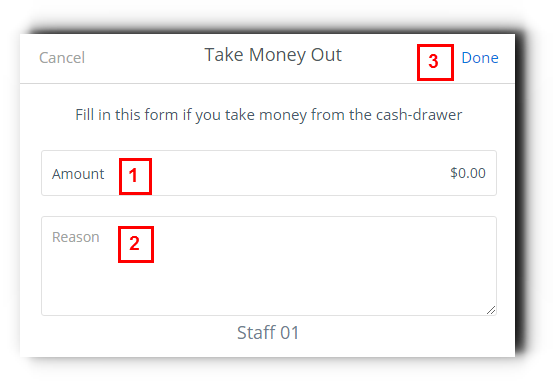 Cancel Take Money Out 3 Done
Fill in this form if you take money from the cash-drawer
Amount 1 $0.00
Reason 2
Staff 01